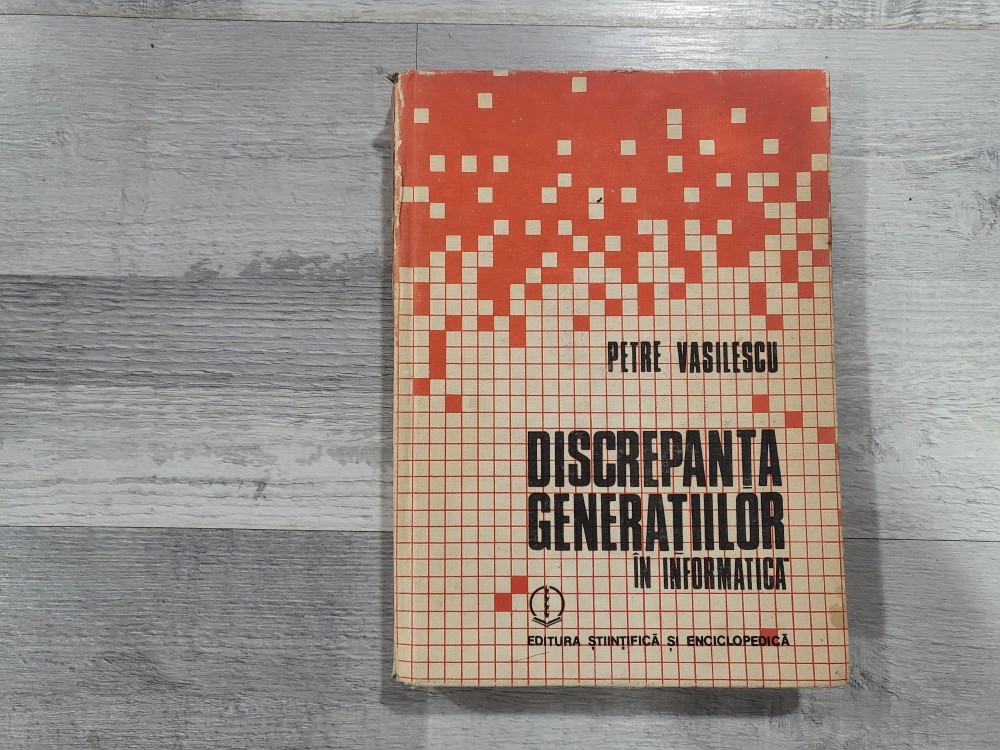 PETRE VASILESCU
DISCREPANȚA
GENERAȚIILOR
ÎN INFORMATICĂ
EDITURA ȘTIINȚIFICĂ ȘI ENCICLOPEDICĂ